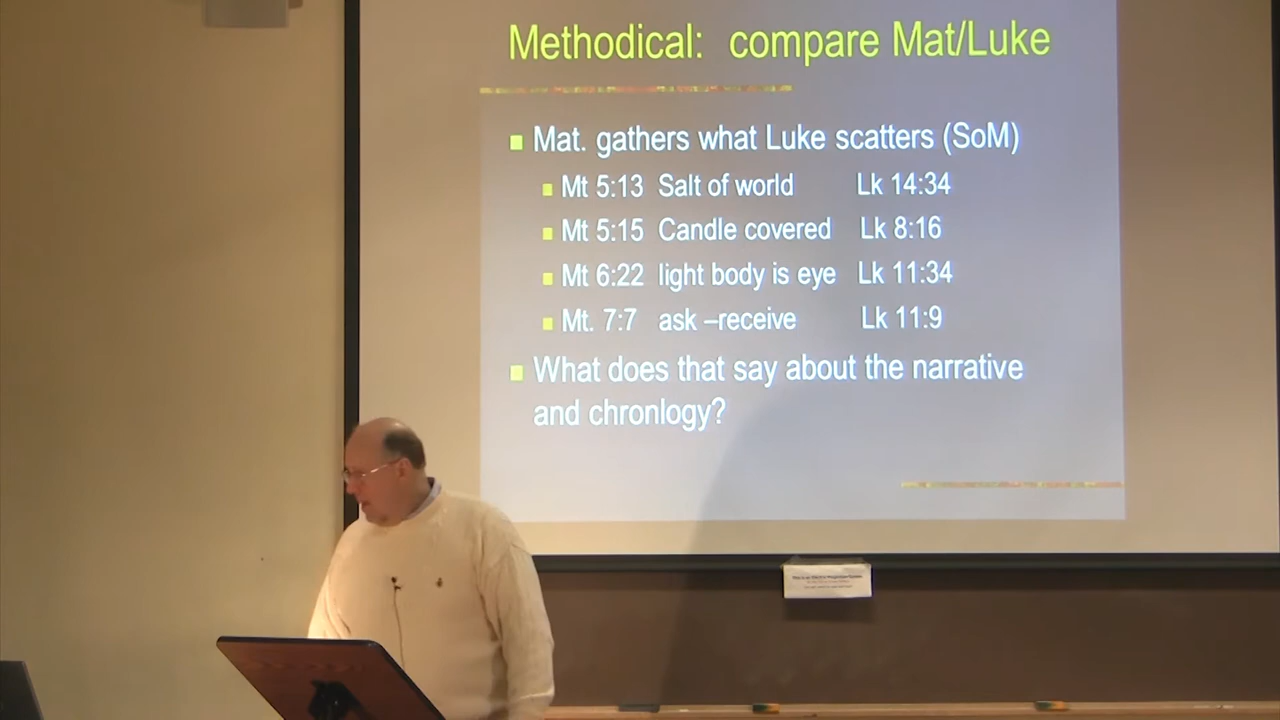 Methodical: compare Mat/Luke
Mat. gathers what Luke scatters (SoM)
Mt 5:13 Salt of world Lk 14:34
Mt 5:15 Candle covered Lk 8:16
Mt 6:22 light body is eye Lk 11:34
Mt. 7:7 ask –receive Lk 11:9
What does that say about the narrative
and chronlogy?